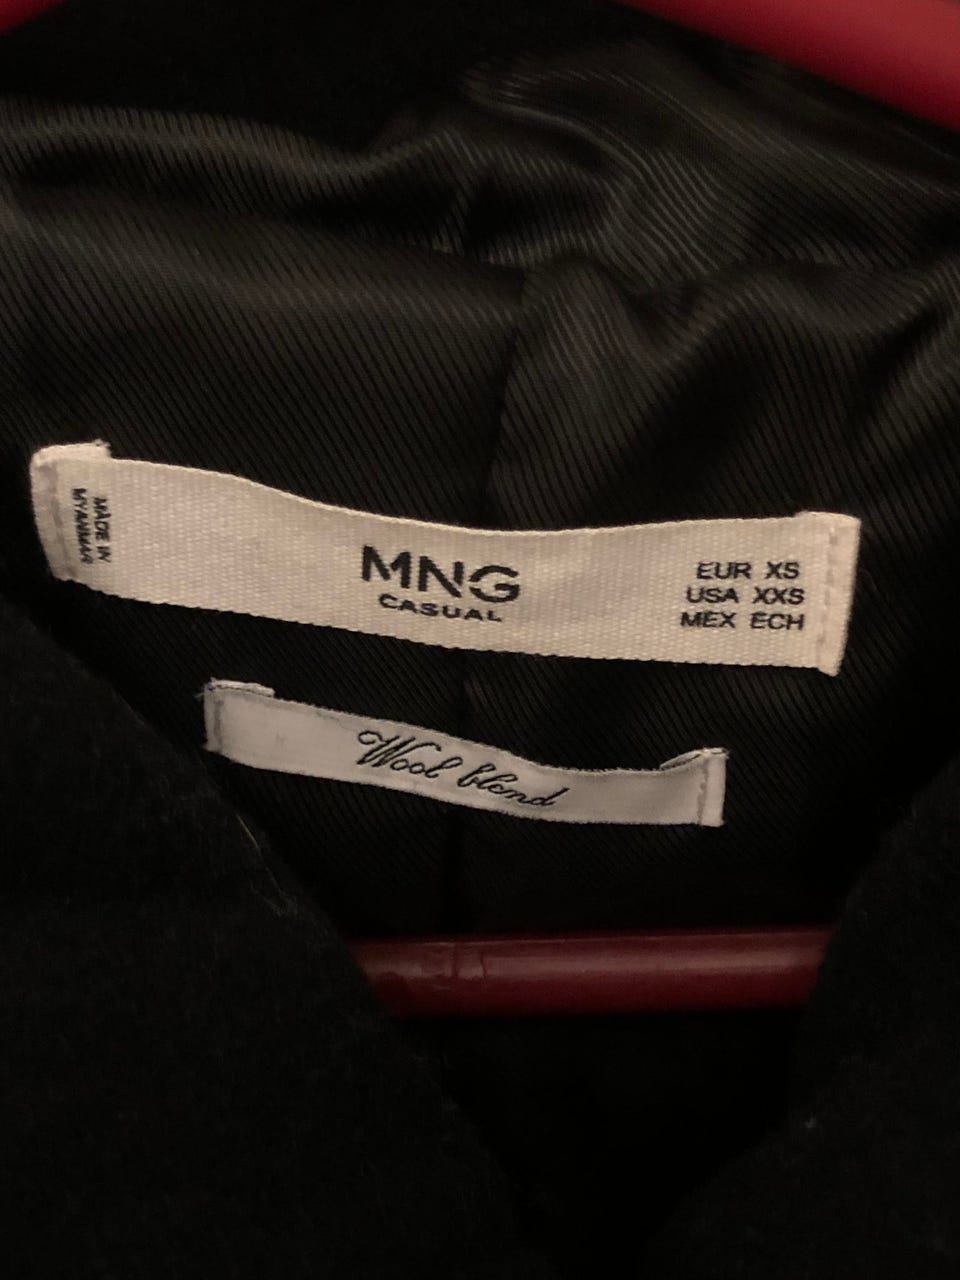 MADE IN
MYANMAR
MNG
CASUAL
EUR XS
USA XXS
MEX ECH
Wool blend